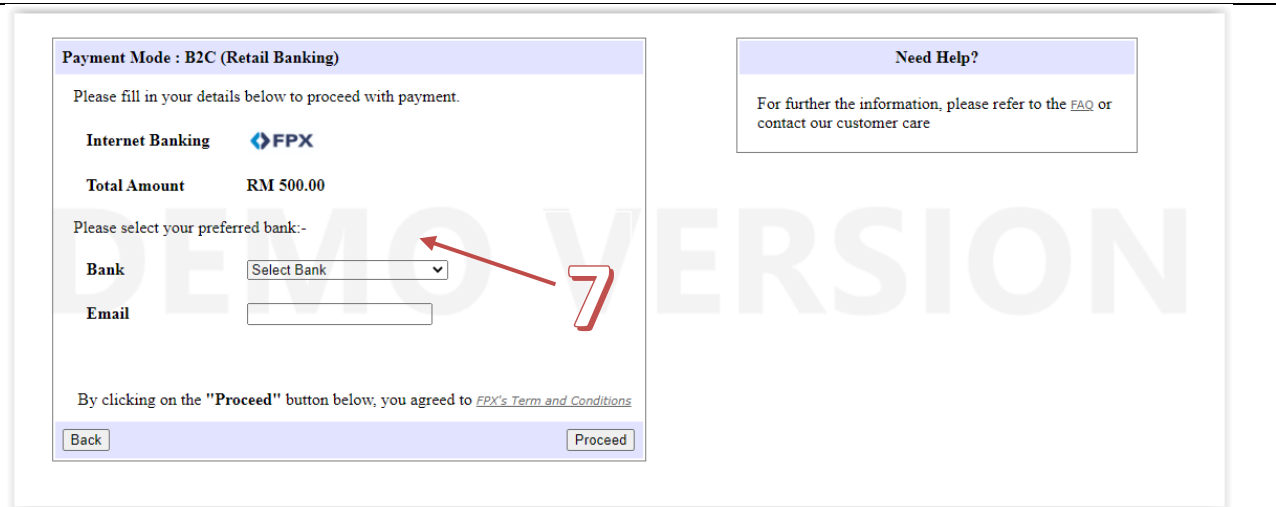 Payment Mode : B2C (Retail Banking)
Please fill in your details below to proceed with payment.
Internet Banking FPX
Total Amount RM 500.00
Please select your preferred bank:-
Bank Select Bank
Email
7
By clicking on the "Proceed" button below, you agreed to FPX's Term and Conditions
Back Proceed
Need Help?
For further the information, please refer to the FAQ or
contact our customer care
DEMO VERSION